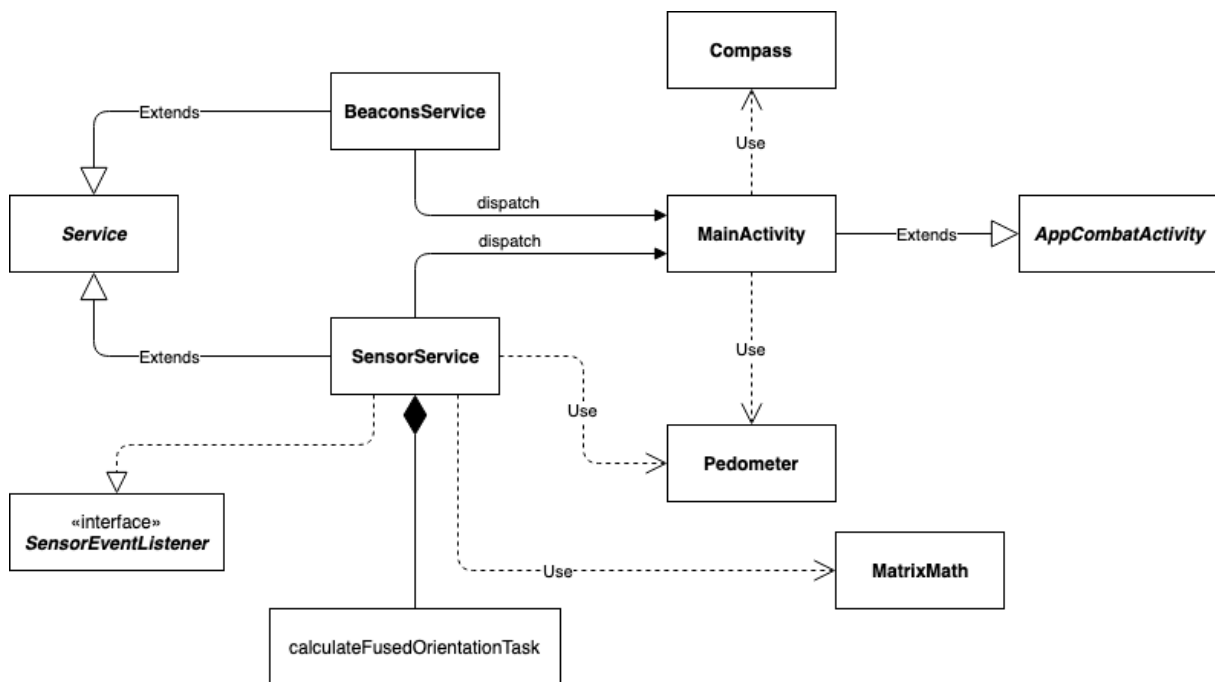 Compass
Extends
BeaconsService
Use
dispatch
Service
MainActivity
Extends
AppCombatActivity
dispatch
Extends
SensorService
Use
Use
Pedometer
«interface»
SensorEventListener
Use
MatrixMath
calculateFusedOrientationTask